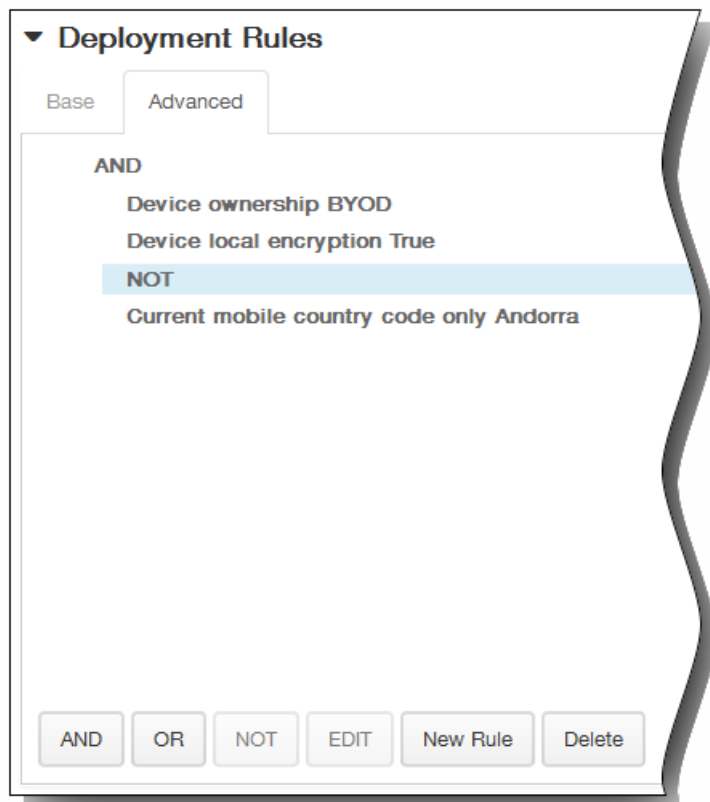 Deployment Rules
Base Advanced
AND
Device ownership BYOD
Device local encryption True
NOT
Current mobile country code only Andorra
AND OR NOT EDIT New Rule Delete